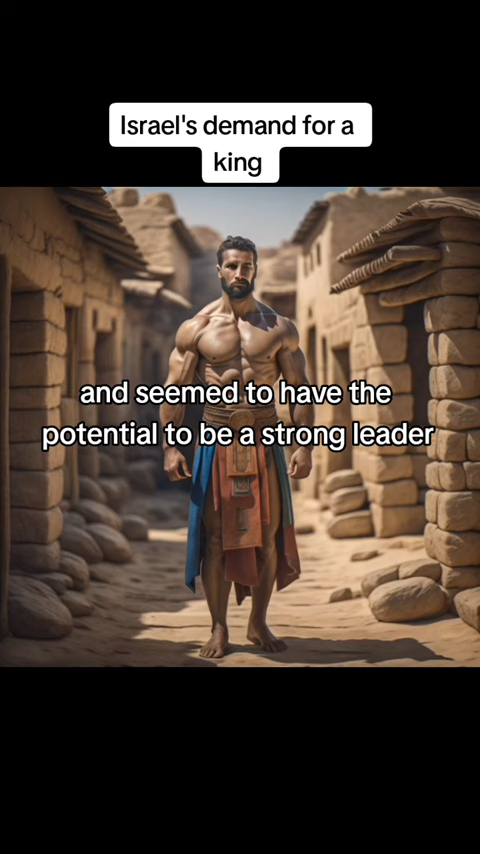 Israel's demand for a
king
and seemed to have the
potential to be a strong leader